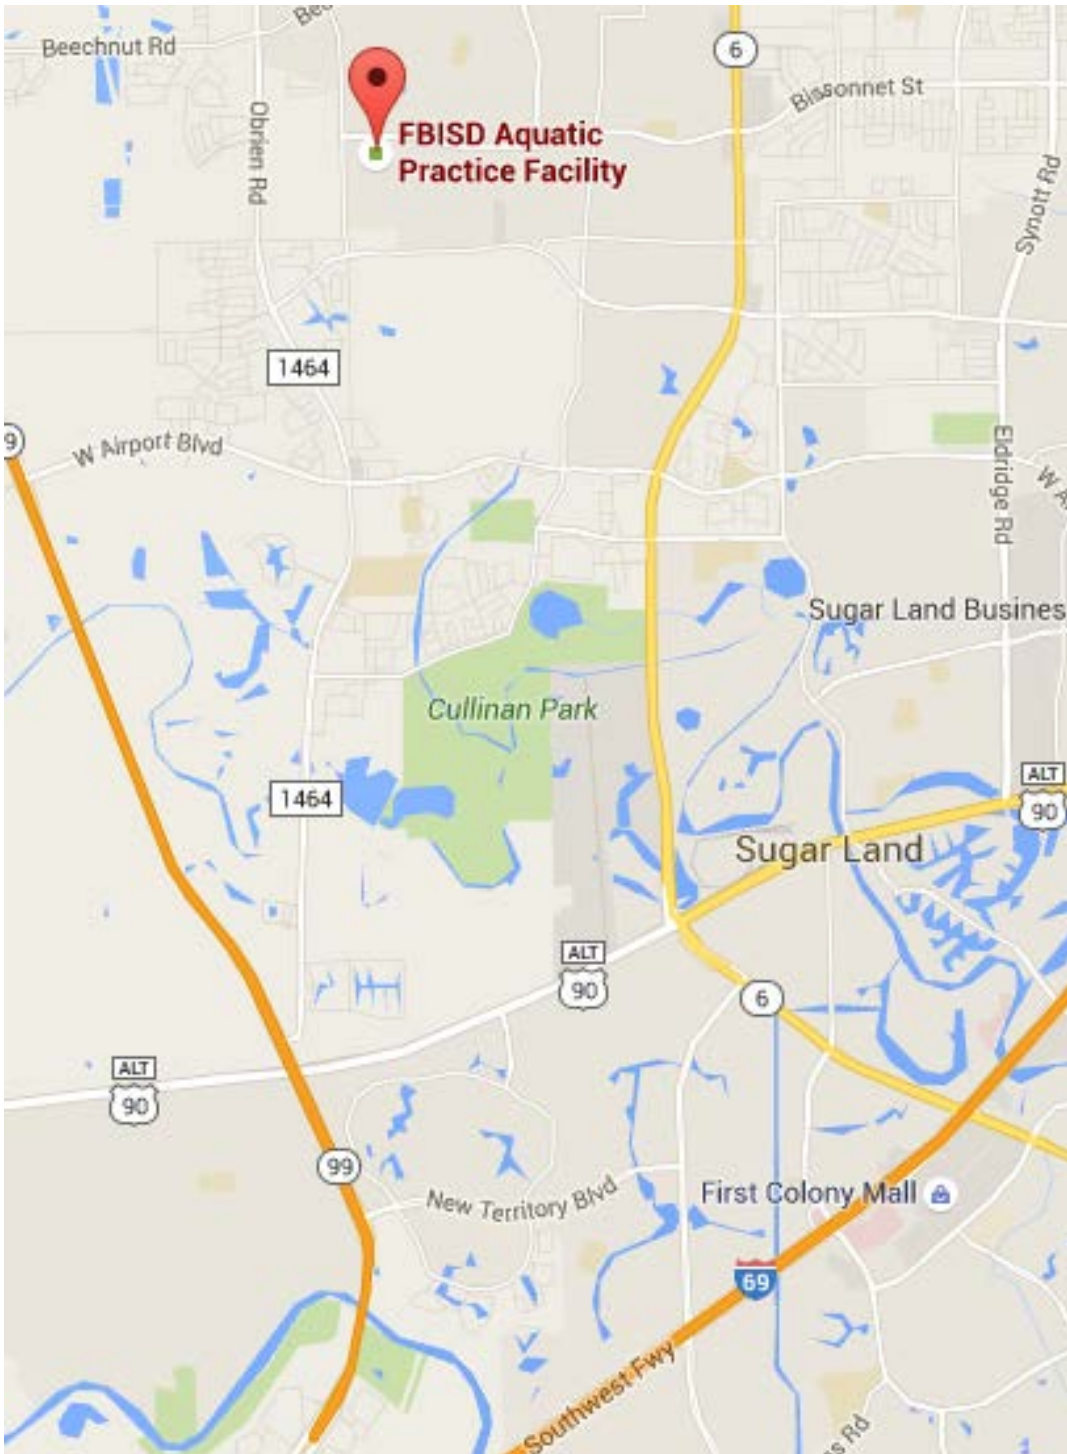 Beechnut Rd
6
Bissonnet St
Obrien Rd
FBISD Aquatic
Practice Facility
Synott Rd
1464
W Airport Blvd
Eldridge Rd
Sugar Land Busines
Cullinan Park
1464
ALT
90
Sugar Land
ALT
90
6
ALT
90
99
New Territory Blvd
First Colony Mall
69
Southwest Fwy
Rd